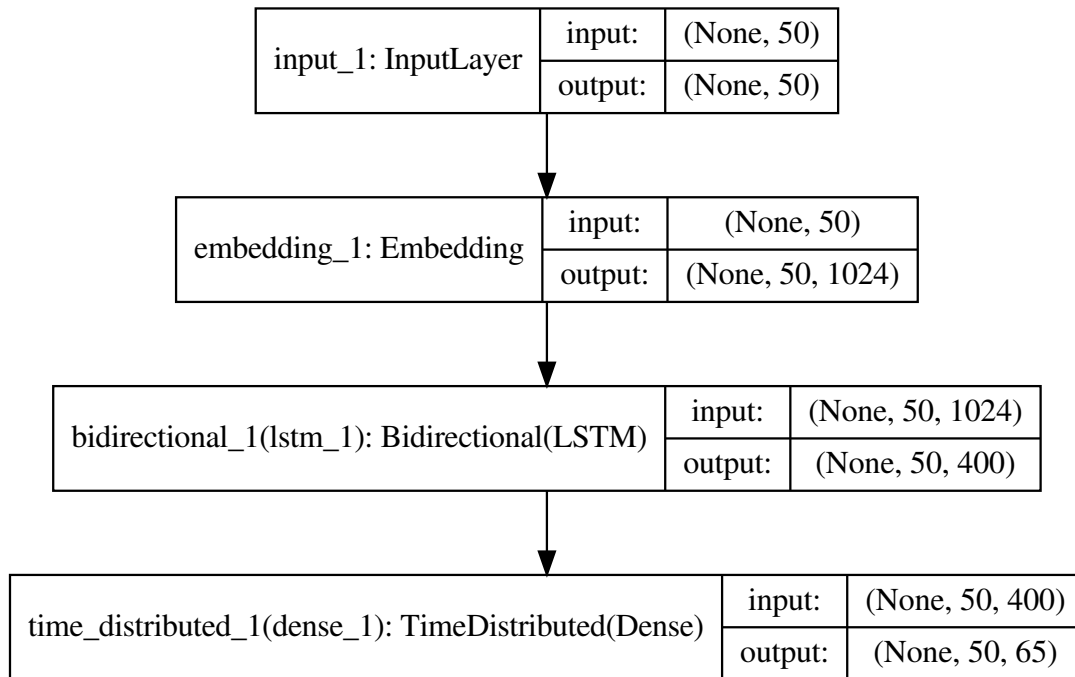 input_1: InputLayer
input: (None, 50)
output: (None, 50)
embedding_1: Embedding
input: (None, 50)
output: (None, 50, 1024)
bidirectional_1(lstm_1): Bidirectional(LSTM)
input: (None, 50, 1024)
output: (None, 50, 400)
time_distributed_1(dense_1): TimeDistributed(Dense)
input: (None, 50, 400)
output: (None, 50, 65)